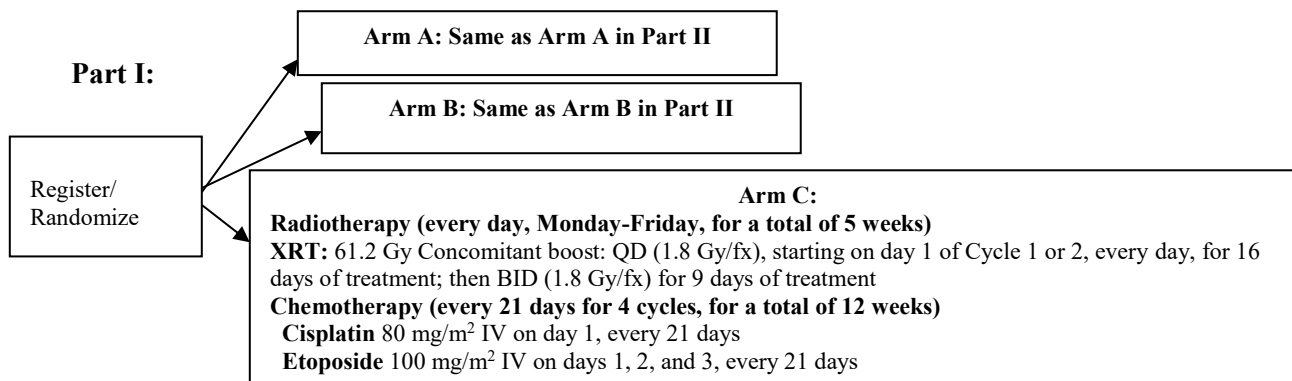 Arm A: Same as Arm A in Part II
Part I:
Arm B: Same as Arm B in Part II
Register/
Randomize
Arm C:
Radiotherapy (every day, Monday-Friday, for a total of 5 weeks)
XRT: 61.2 Gy Concomitant boost: QD (1.8 Gy/fx), starting on day 1 of Cycle 1 or 2, every day, for 16
days of treatment; then BID (1.8 Gy/fx) for 9 days of treatment
Chemotherapy (every 21 days for 4 cycles, for a total of 12 weeks)
Cisplatin 80 mg/m² IV on day 1, every 21 days
Etoposide 100 mg/m² IV on days 1, 2, and 3, every 21 days